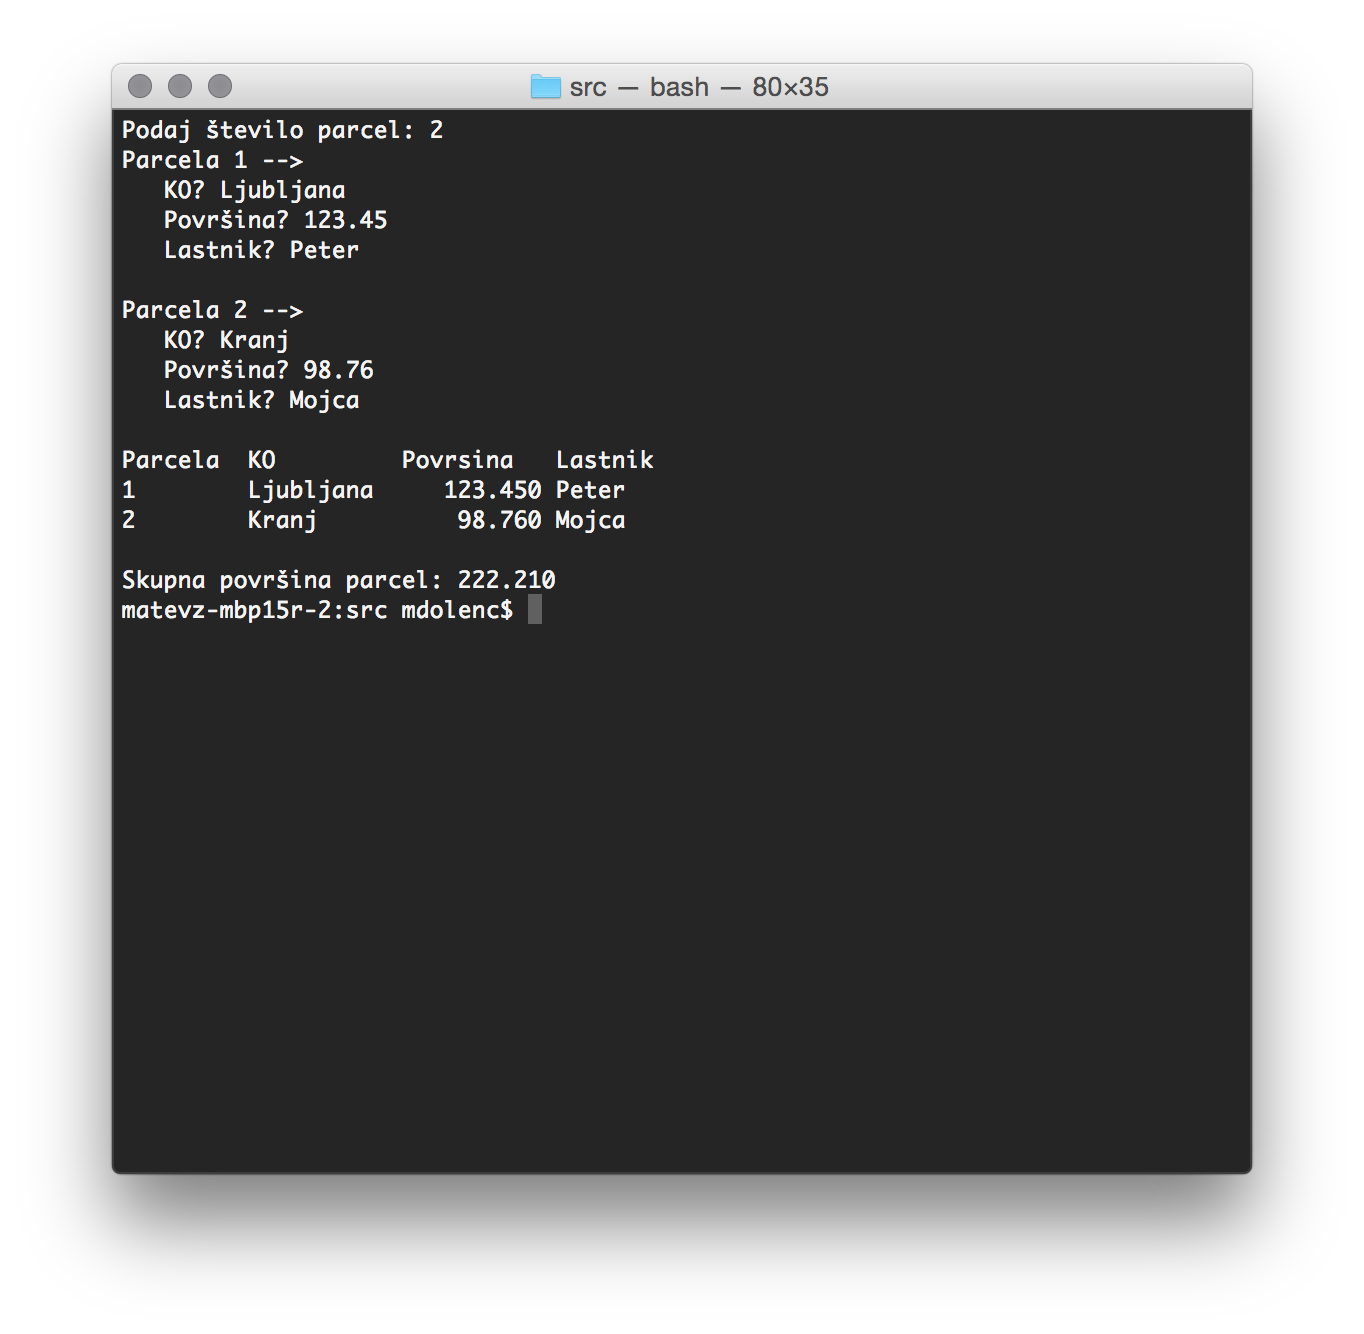 src — bash — 80×35
Podaj število parcel: 2
Parcela 1 -->
   KO? Ljubljana
   Površina? 123.45
   Lastnik? Peter

Parcela 2 -->
   KO? Kranj
   Površina? 98.76
   Lastnik? Mojca

Parcela  KO         Povrsina   Lastnik
1        Ljubljana     123.450 Peter
2        Kranj          98.760 Mojca

Skupna površina parcel: 222.210
matevz-mbp15r-2:src mdolenc$